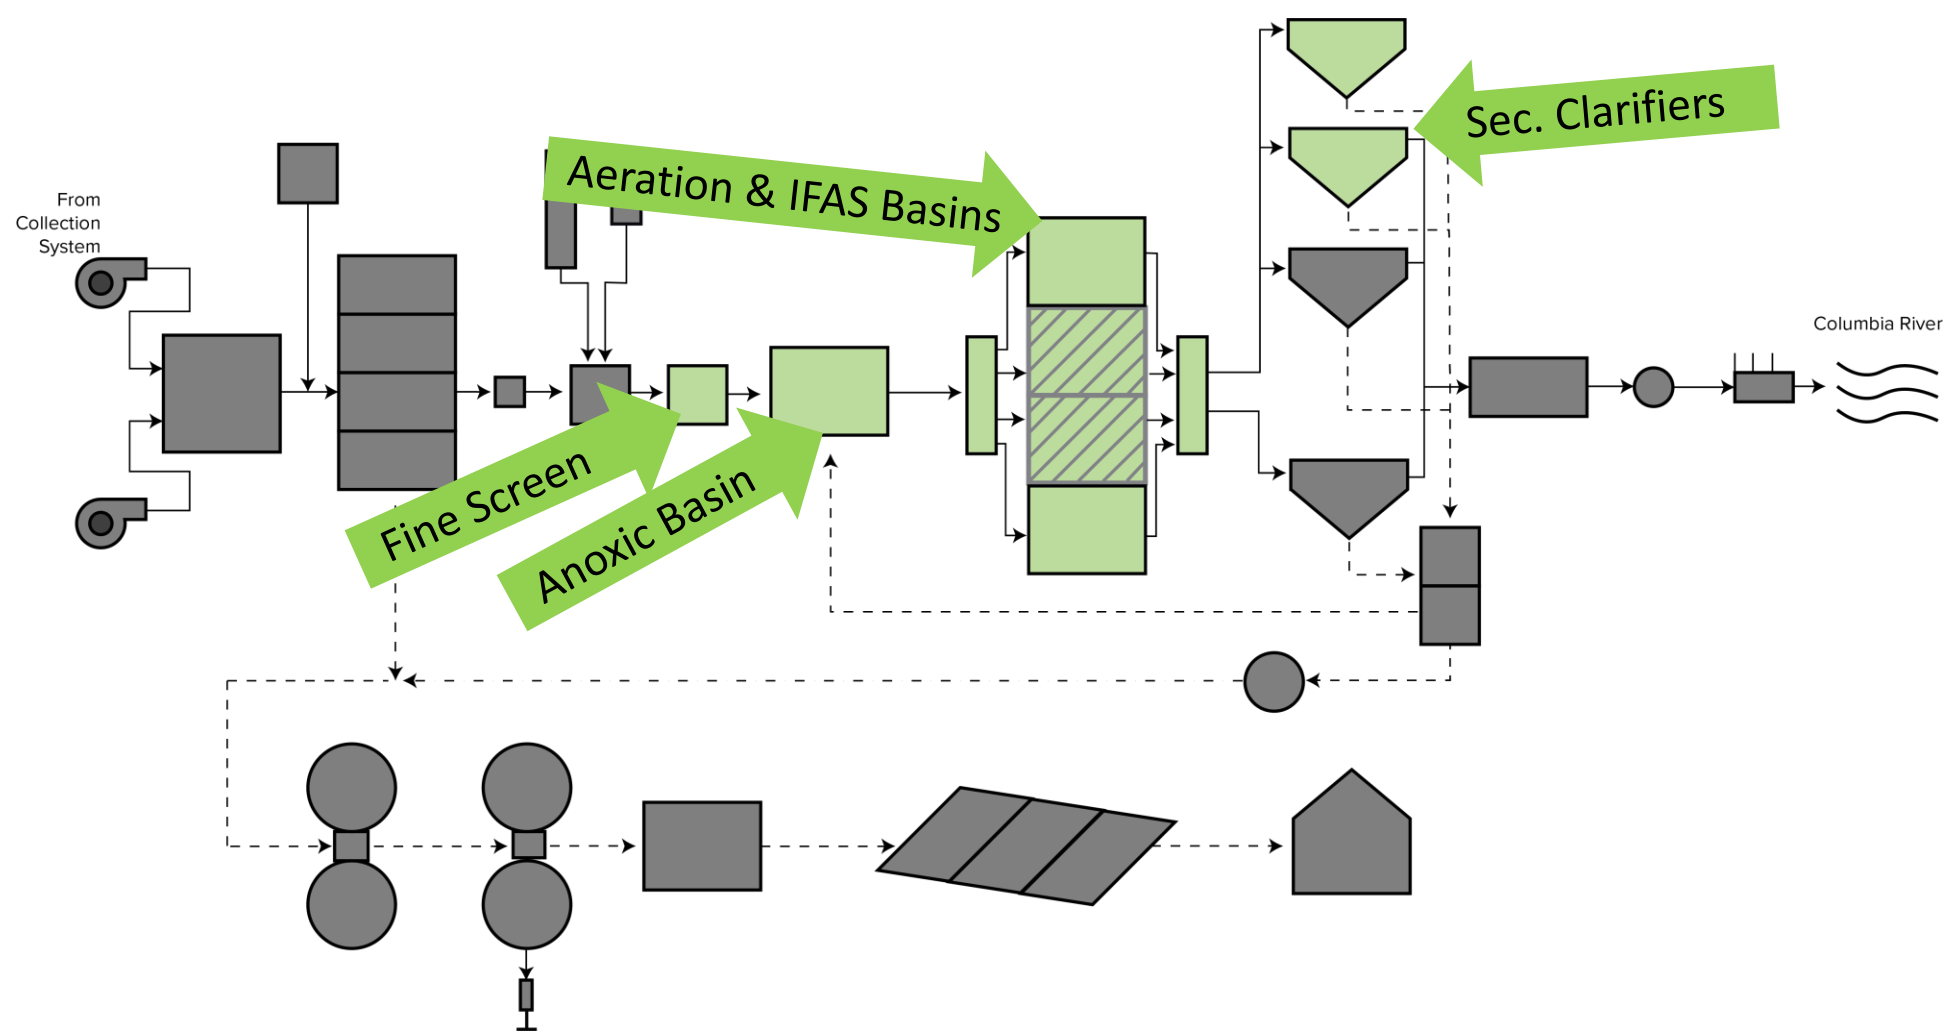 From
Collection
System
Aeration & IFAS Basins
Sec. Clarifiers
Columbia River
Fine Screen
Anoxic Basin